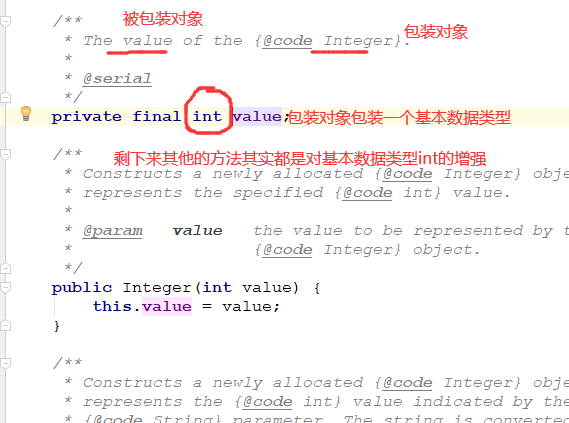 /** 被包装对象
* The value of the {@code Integer}. 包装对象
*
* @serial
*/
private final int value; 包装对象包装一个基本数据类型
/** 剩下来其他的方法其实都是对基本数据类型int的增强
* Constructs a newly allocated {@code Integer} obje
* represents the specified {@code int} value.
*
* @param value the value to be represented by t
* {@code Integer} object.
*/
public Integer(int value) {
this.value = value;
}
/**
* Constructs a newly allocated {@code Integer} obje
* represents the {@code int} value indicated by the
* {@code String} parameter. The string is converted